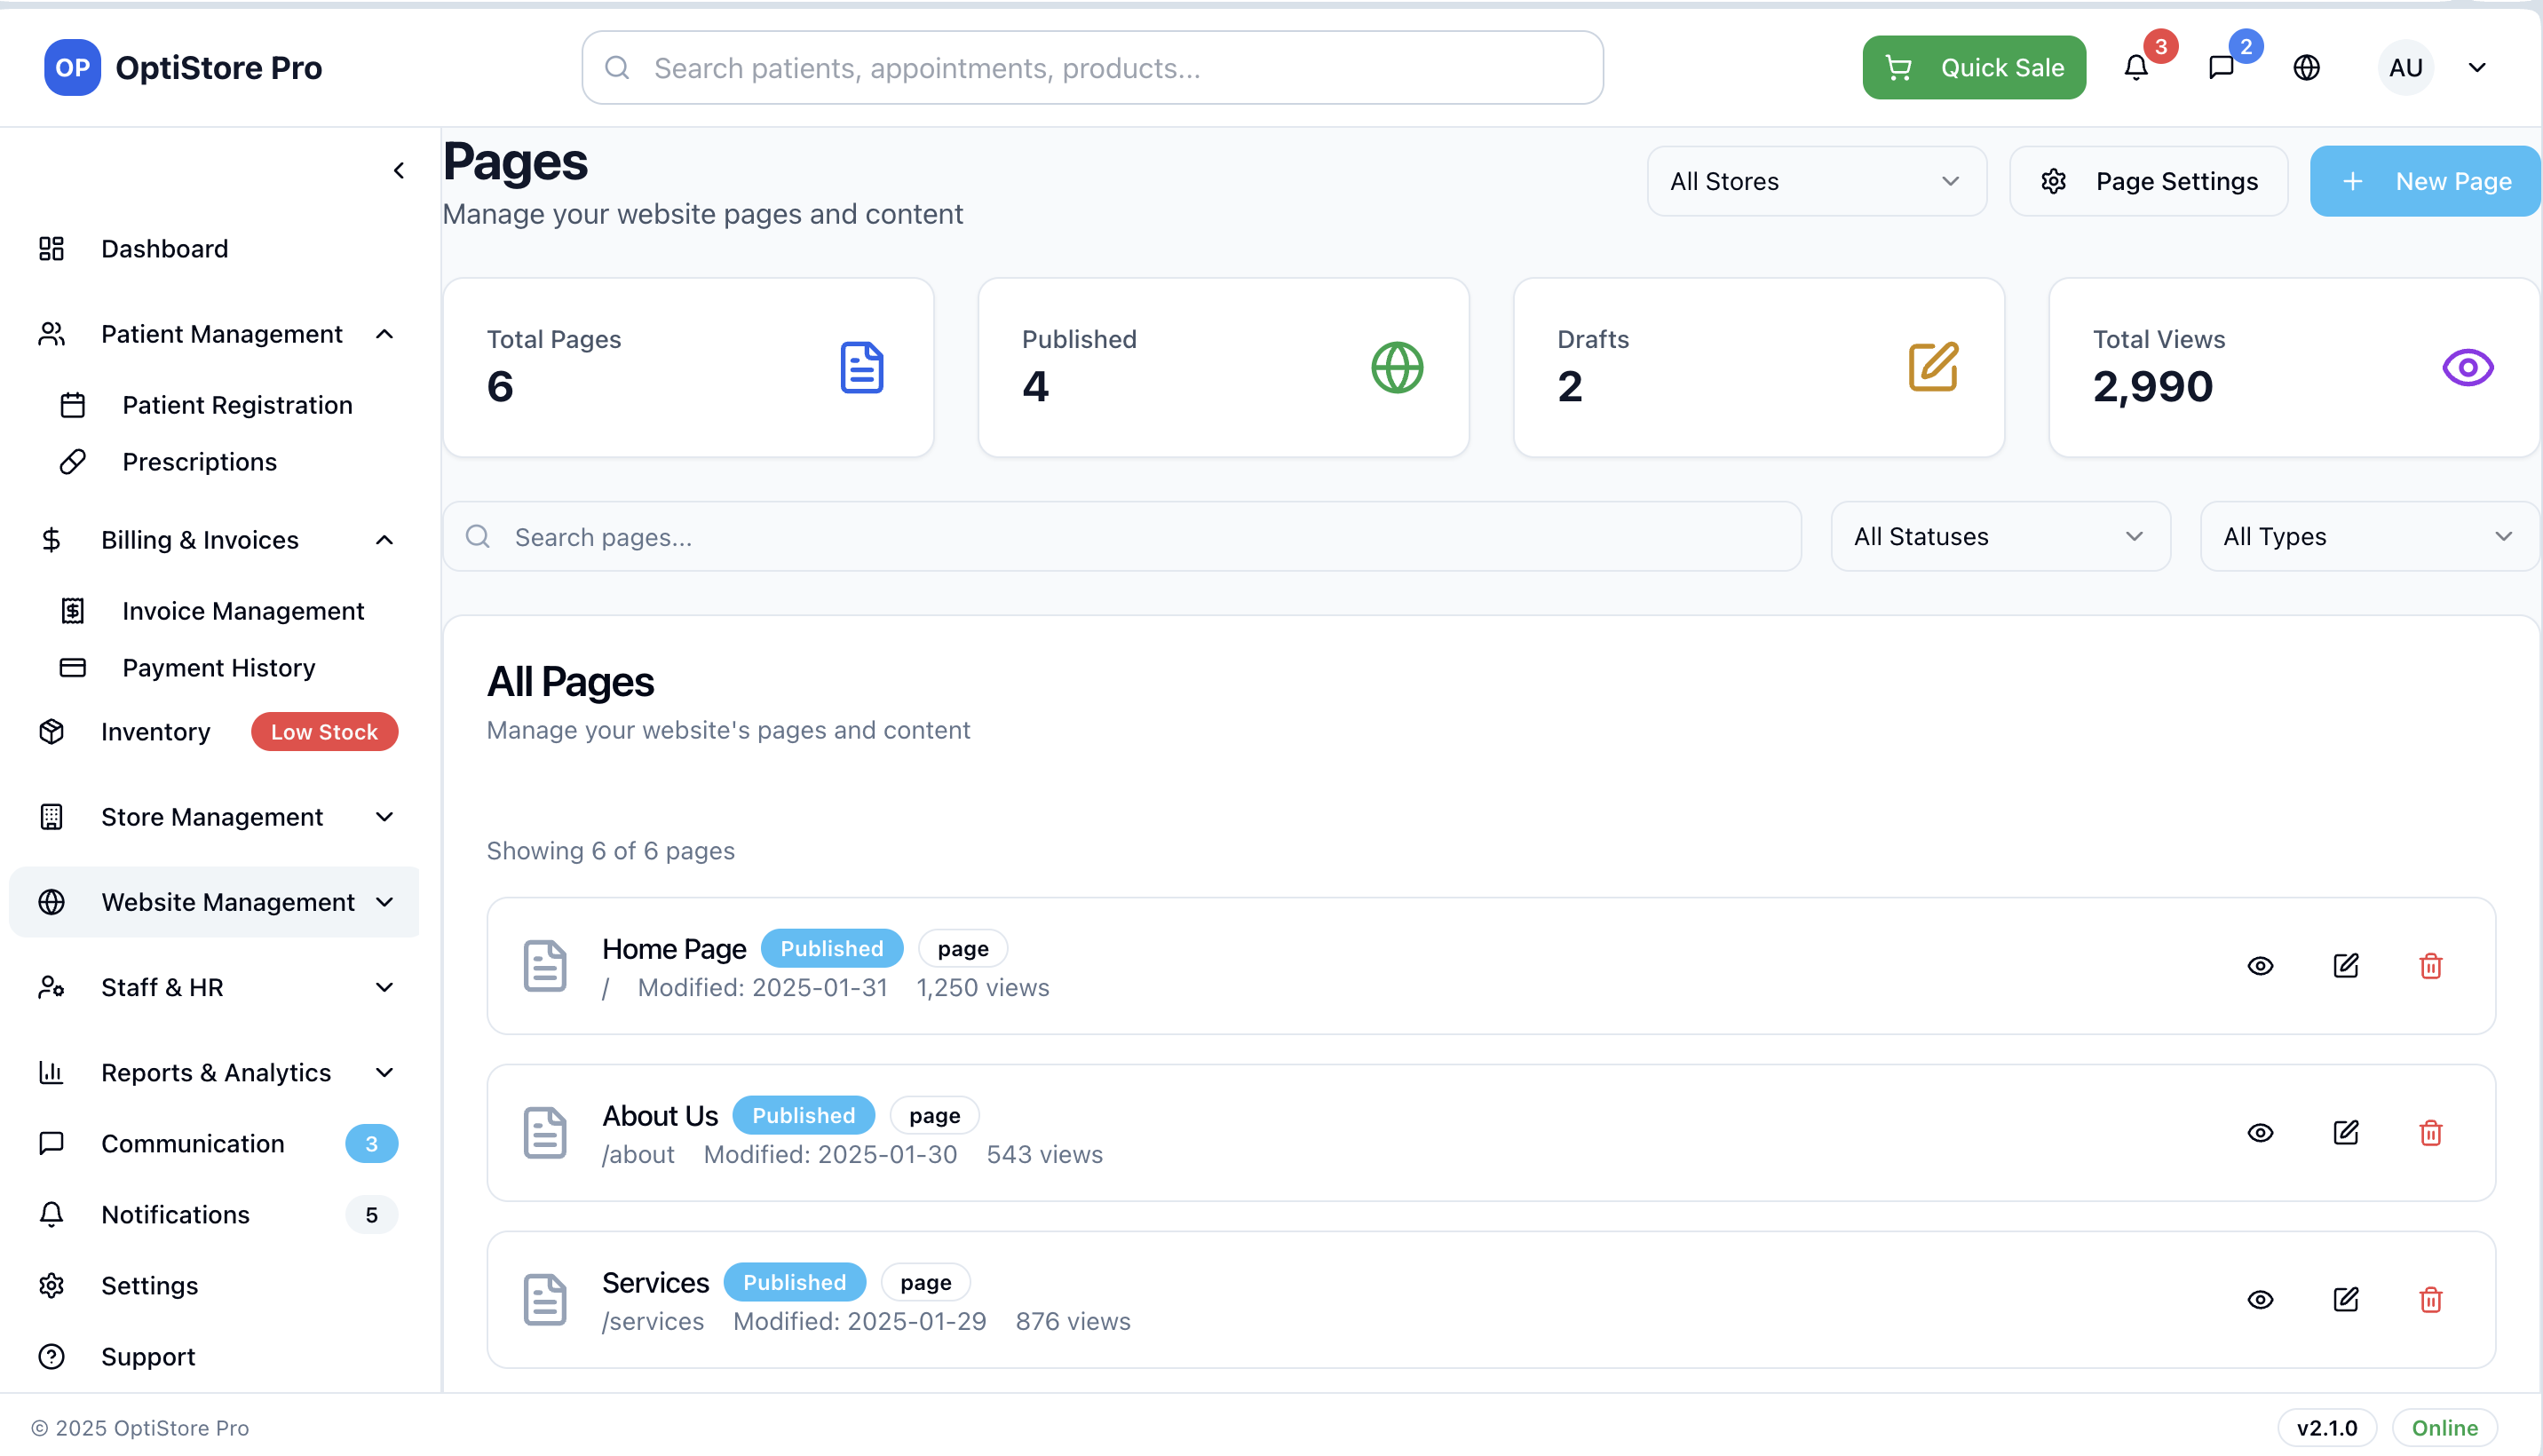 OP OptiStore Pro
Search patients, appointments, products...
Quick Sale
3
2
AU
Dashboard
Patient Management
Patient Registration
Prescriptions
Billing & Invoices
Invoice Management
Payment History
Inventory Low Stock
Store Management
Website Management
Staff & HR
Reports & Analytics
Communication 3
Notifications 5
Settings
Support
Pages
Manage your website pages and content
All Stores
Page Settings
New Page
Total Pages
6
Published
4
Drafts
2
Total Views
2,990
Search pages...
All Statuses
All Types
All Pages
Manage your website's pages and content
Showing 6 of 6 pages
Home Page Published page
/ Modified: 2025-01-31 1,250 views
About Us Published page
/about Modified: 2025-01-30 543 views
Services Published page
/services Modified: 2025-01-29 876 views
© 2025 OptiStore Pro
v2.1.0 Online